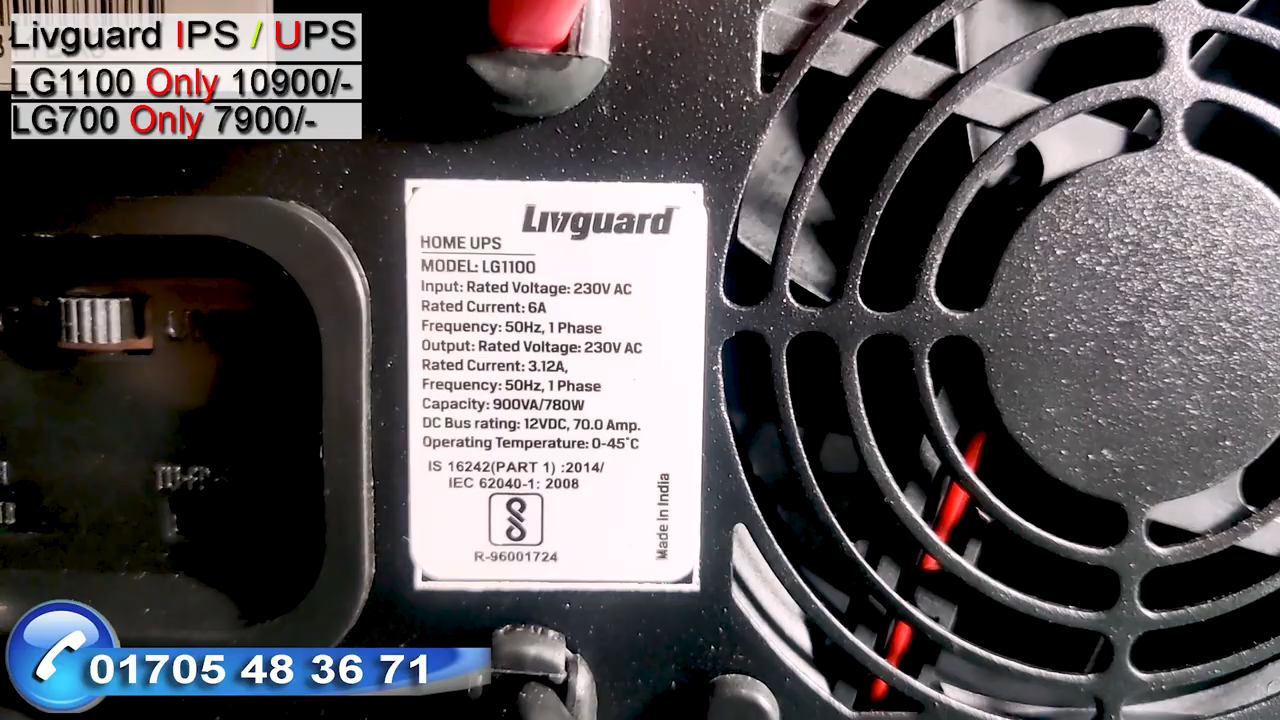 Livguard IPS / UPS
LG1100 Only 10900/-
LG700 Only 7900/-
Livguard
HOME UPS
MODEL: LG1100
Input: Rated Voltage: 230V AC
Rated Current: 6A
Frequency: 50Hz, 1 Phase
Output: Rated Voltage: 230V AC
Rated Current: 3.12A,
Frequency: 50Hz, 1 Phase
Capacity: 900VA/780W
DC Bus rating: 12VDC, 70.0 Amp.
Operating Temperature: 0-45°C
IS 16242(PART 1) :2014/
IEC 62040-1: 2008
R-96001724
Made in India
01705 48 36 71